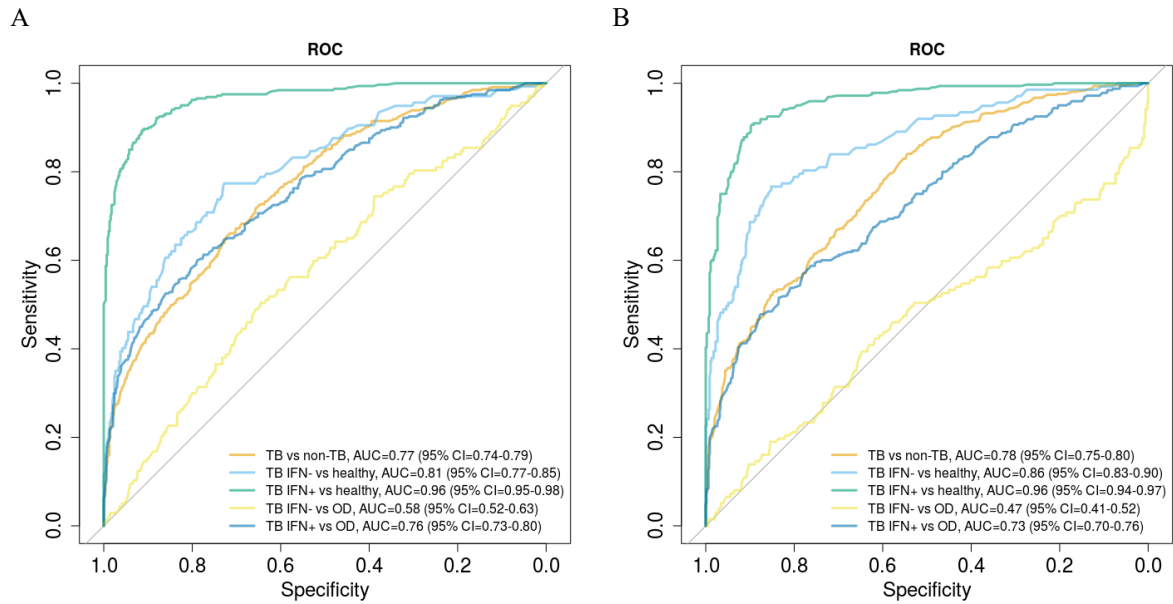 A
ROC
1.0
0.8
0.6
0.4
0.2
0.0
Sensitivity
TB vs non-TB, AUC=0.77 (95% CI=0.74-0.79)
TB IFN- vs healthy, AUC=0.81 (95% CI=0.77-0.85)
TB IFN+ vs healthy, AUC=0.96 (95% CI=0.95-0.98)
TB IFN- vs OD, AUC=0.58 (95% CI=0.52-0.63)
TB IFN+ vs OD, AUC=0.76 (95% CI=0.73-0.80)
1.0 0.8 0.6 0.4 0.2 0.0
Specificity
B
ROC
1.0
0.8
0.6
0.4
0.2
0.0
Sensitivity
TB vs non-TB, AUC=0.78 (95% CI=0.75-0.80)
TB IFN- vs healthy, AUC=0.86 (95% CI=0.83-0.90)
TB IFN+ vs healthy, AUC=0.96 (95% CI=0.94-0.97)
TB IFN- vs OD, AUC=0.47 (95% CI=0.41-0.52)
TB IFN+ vs OD, AUC=0.73 (95% CI=0.70-0.76)
1.0 0.8 0.6 0.4 0.2 0.0
Specificity